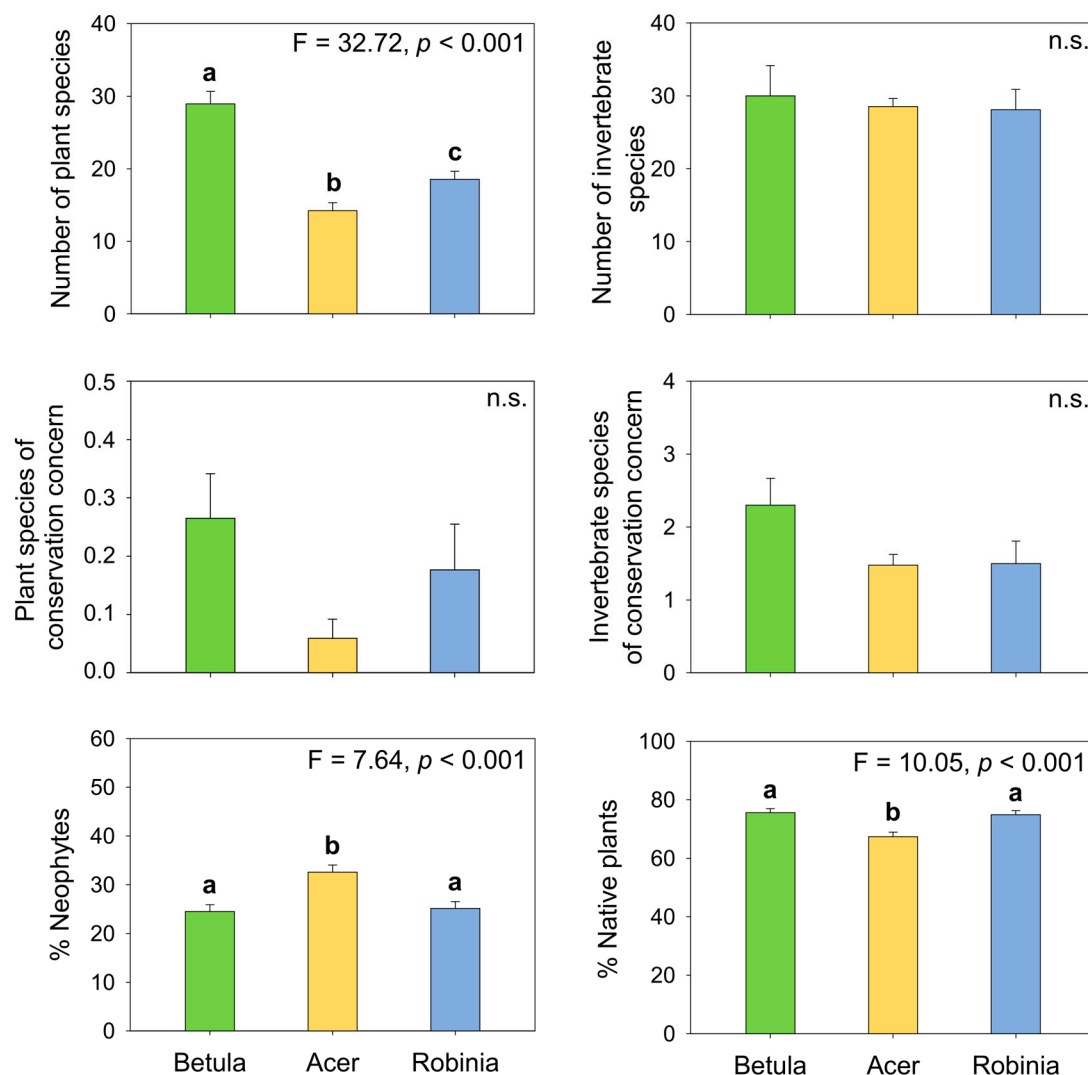 Number of plant species
40
30
20
10
0
F = 32.72, p < 0.001
a
b
c
Number of invertebrate
species
40
30
20
10
0
n.s.
Plant species of
conservation concern
0.5
0.4
0.3
0.2
0.1
0.0
n.s.
Invertebrate species
of conservation concern
4
3
2
1
0
n.s.
% Neophytes
60
50
40
30
20
10
0
F = 7.64, p < 0.001
a
b
a
Betula Acer Robinia
% Native plants
100
80
60
40
20
0
F = 10.05, p < 0.001
a
b
a
Betula Acer Robinia